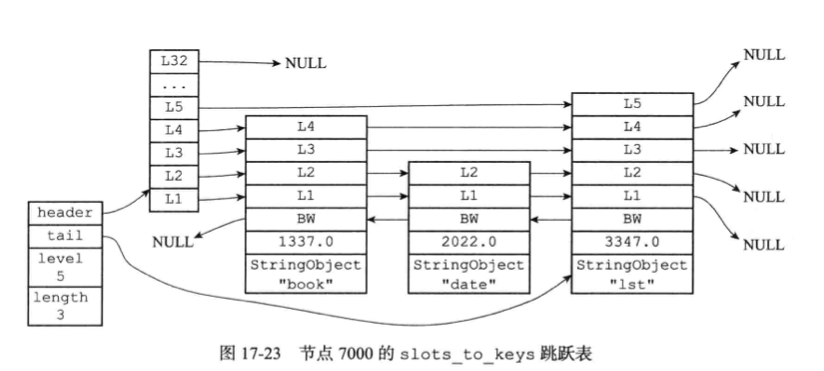 L32
NULL
...
L5
L4
L3
L2
L1
header
tail
level
5
length
3
NULL
L4
L3
L2
L1
BW
1337.0
StringObject
"book"
L2
L1
BW
2022.0
StringObject
"date"
L5
L4
L3
L2
L1
BW
3347.0
StringObject
"lst"
NULL
NULL
NULL
NULL
NULL
图 17-23 节点 7000 的 slots_to_keys 跳跃表